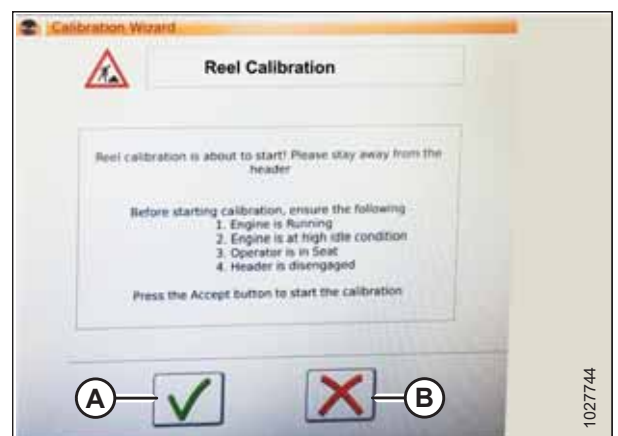 Calibration Wizard
Reel Calibration
Reel calibration is about to start! Please stay away from the
header
Before starting calibration, ensure the following
1. Engine is Running
2. Engine is at high idle condition
3. Operator is in Seat
4. Header is disengaged
Press the Accept button to start the calibration
A
B
1027744